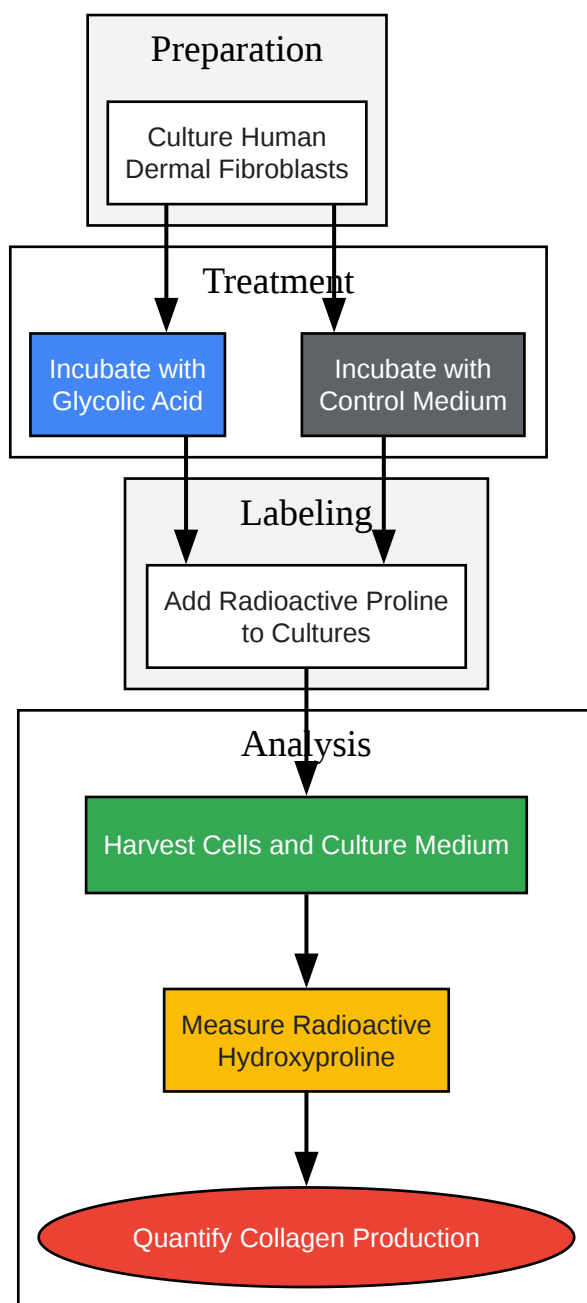 Preparation
Culture Human
Dermal Fibroblasts
Treatment
Incubate with
Glycolic Acid
Incubate with
Control Medium
Labeling
Add Radioactive Proline
to Cultures
Analysis
Harvest Cells and Culture Medium
Measure Radioactive
Hydroxyproline
Quantify Collagen Production